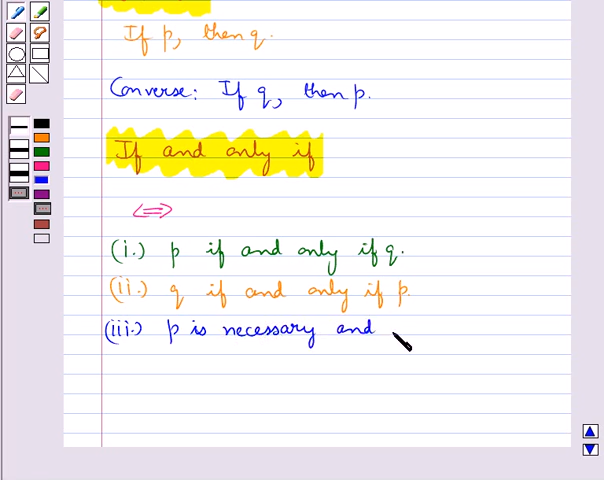 If p, then q.
Converse: If q, then p.
If and only if
⇔
(i.) p if and only if q.
(ii.) q if and only if p.
(iii.) p is necessary and